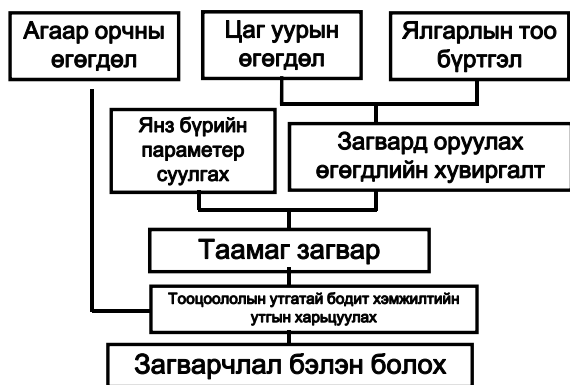 Агаар орчны
өгөгдөл
Цаг уурын
өгөгдөл
Ялгарлын тоо
бүртгэл
Янз бүрийн
параметер
суулгах
Загвард оруулах
өгөгдлийн хувиргалт
Таамаг загвар
Тооцоололын утгатай бодит хэмжилтийн
утгын харьцуулах
Загварчлал бэлэн болох